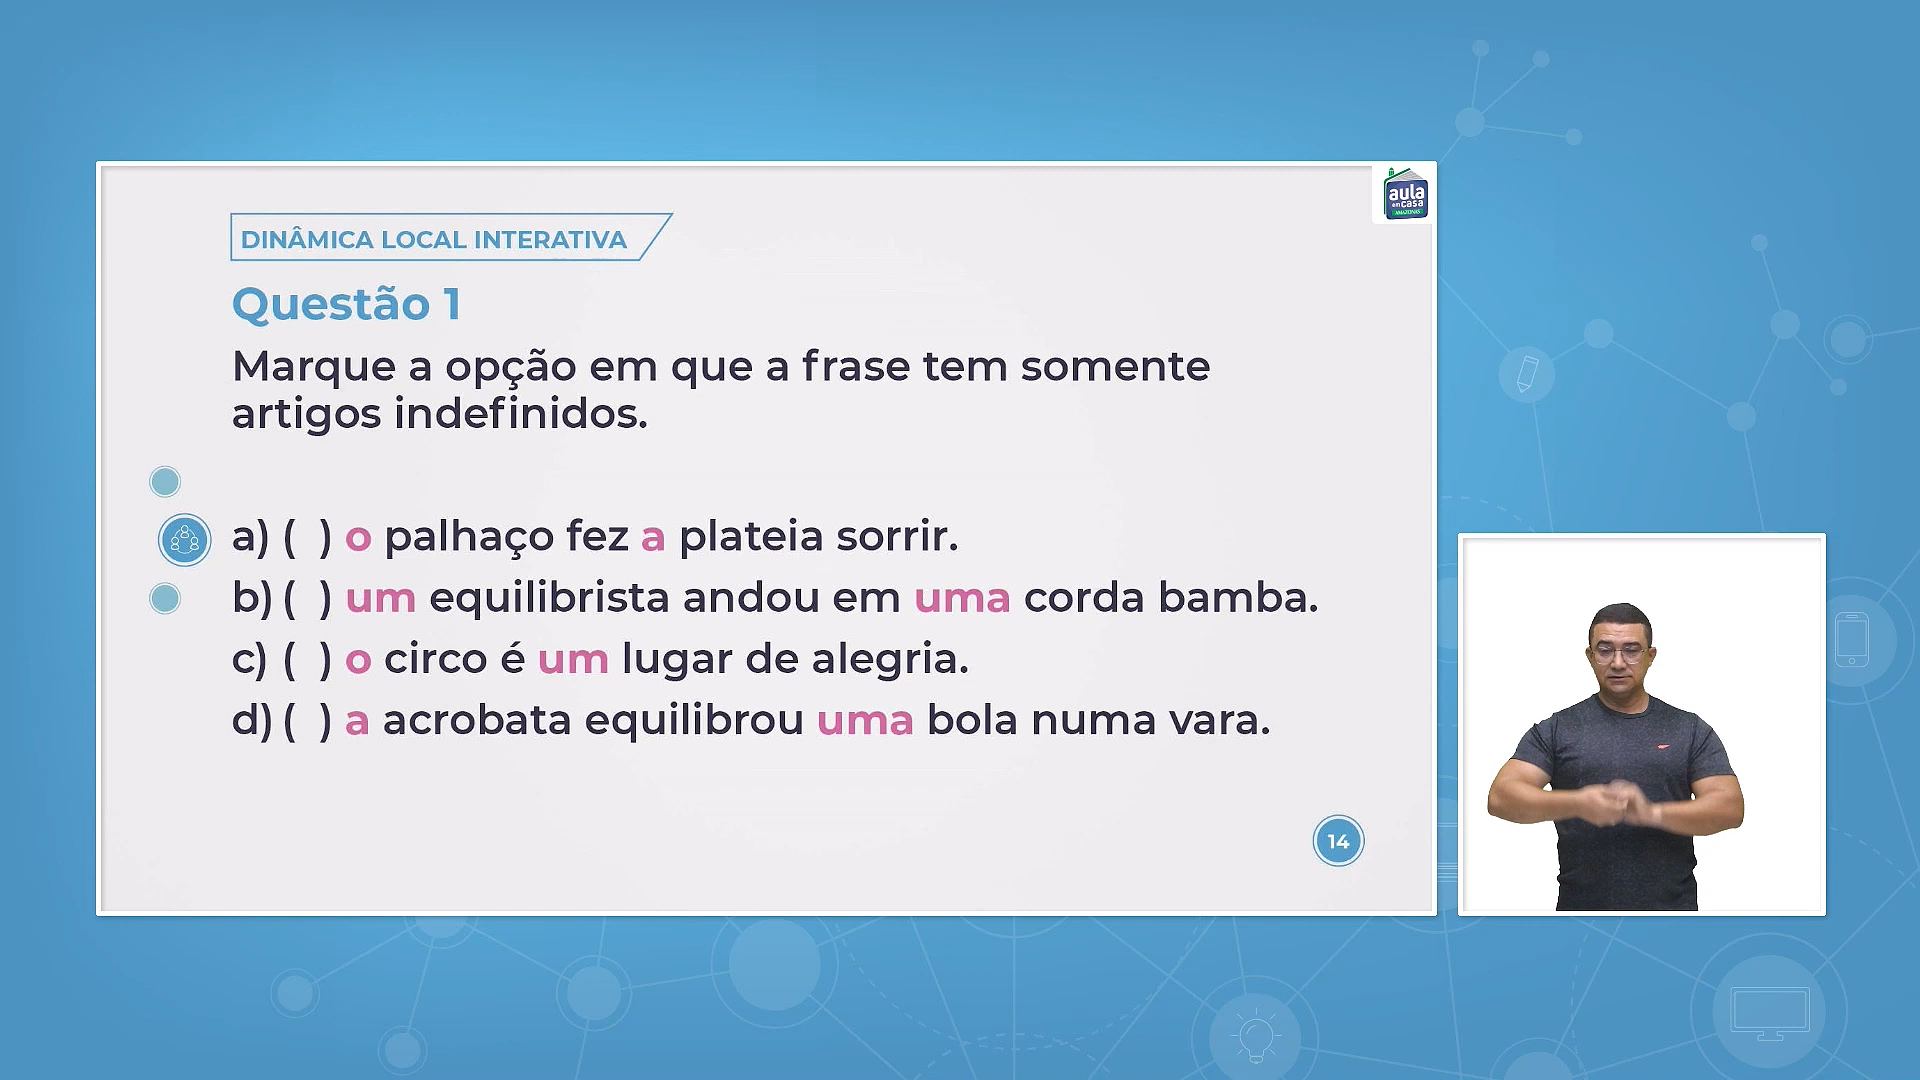 aula
em casa
AMAZONAS
DINÂMICA LOCAL INTERATIVA
Questão 1
Marque a opção em que a frase tem somente
artigos indefinidos.
a) ( ) o palhaço fez a plateia sorrir.
b) ( ) um equilibrista andou em uma corda bamba.
c) ( ) o circo é um lugar de alegria.
d) ( ) a acrobata equilibrou uma bola numa vara.
14